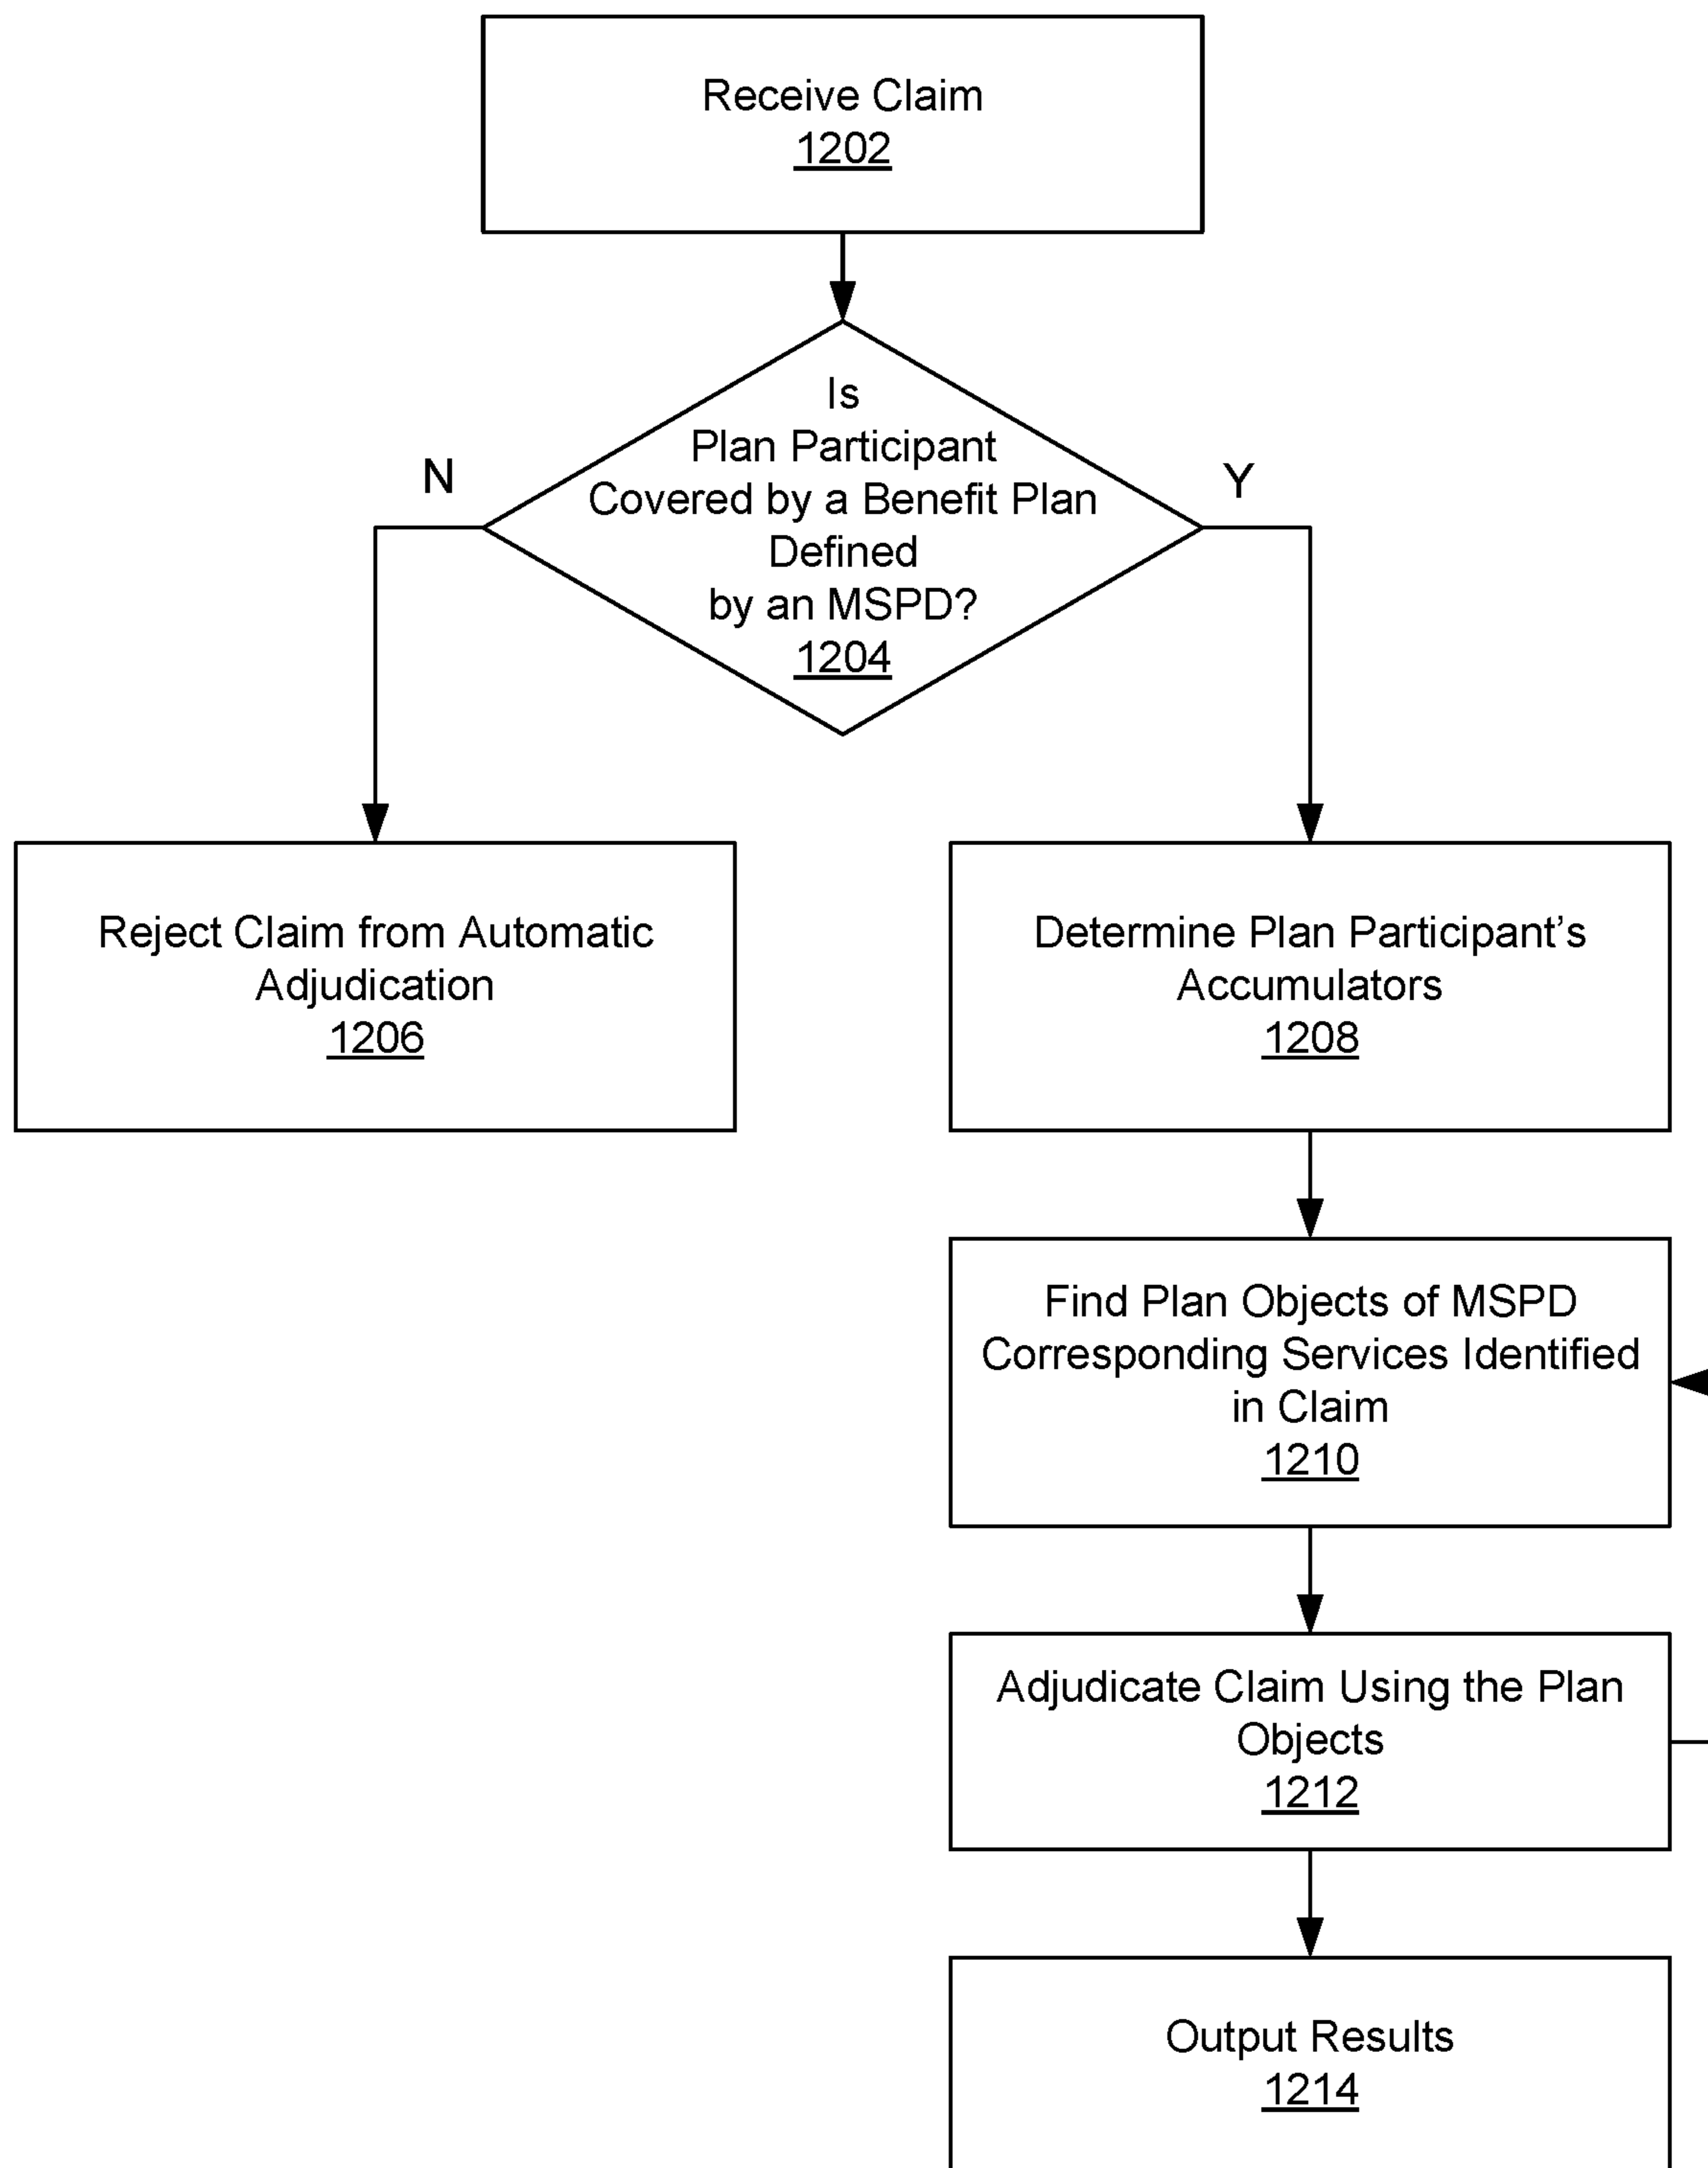 Receive Claim
1202
Is
Plan Participant
Covered by a Benefit Plan
Defined
by an MSPD?
1204
N
Y
Reject Claim from Automatic
Adjudication
1206
Determine Plan Participant’s
Accumulators
1208
Find Plan Objects of MSPD
Corresponding Services Identified
in Claim
1210
Adjudicate Claim Using the Plan
Objects
1212
Output Results
1214